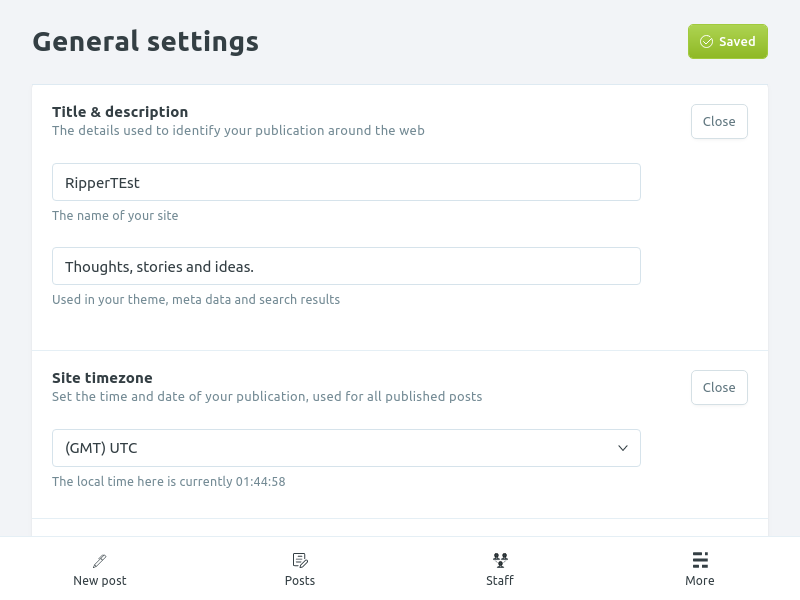 General settings
Saved
Title & description
The details used to identify your publication around the web
Close
RipperTEst
The name of your site
Thoughts, stories and ideas.
Used in your theme, meta data and search results
Site timezone
Set the time and date of your publication, used for all published posts
Close
(GMT) UTC
The local time here is currently 01:44:58
New post
Posts
Staff
More